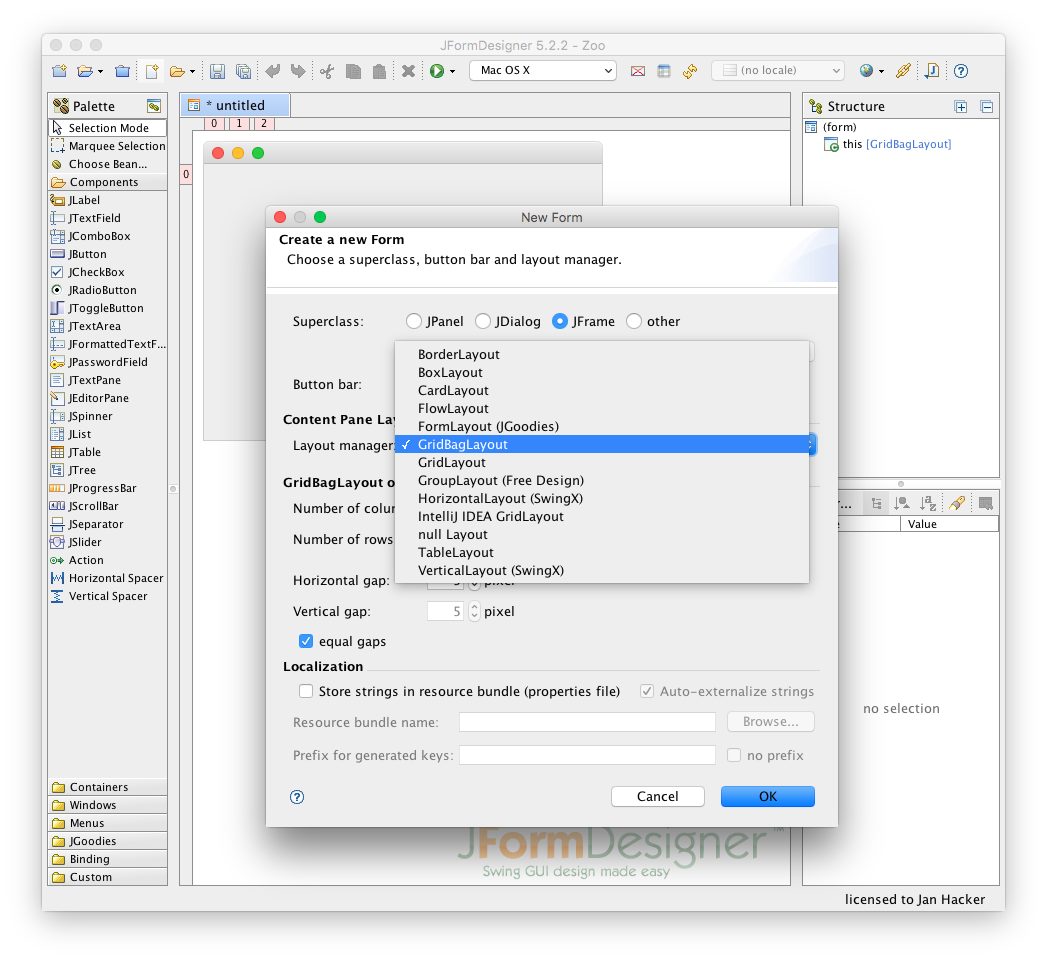 JFormDesigner 5.2.2 - Zoo
Mac OS X
(no locale)
Palette
Selection Mode
Marquee Selection
Choose Bean...
Components
JLabel
JTextField
JComboBox
JButton
JCheckBox
JRadioButton
JToggleButton
JTextArea
JFormattedTextF...
JPasswordField
JTextPane
JEditorPane
JSpinner
JList
JTable
JTree
JProgressBar
JScrollBar
JSeparator
JSlider
Action
Horizontal Spacer
Vertical Spacer
Containers
Windows
Menus
JGoodies
Binding
Custom
* untitled
0 1 2
0
New Form
Create a new Form
Choose a superclass, button bar and layout manager.
Superclass: JPanel JDialog JFrame other
Button bar:
Content Pane Lay
Layout manager:
BorderLayout
BoxLayout
CardLayout
FlowLayout
FormLayout (JGoodies)
✓ GridBagLayout
GridLayout
GroupLayout (Free Design)
HorizontalLayout (SwingX)
IntelliJ IDEA GridLayout
null Layout
TableLayout
VerticalLayout (SwingX)
GridBagLayout o
Number of colu
Number of rows
Horizontal gap: 5 pixel
Vertical gap: 5 pixel
equal gaps
Localization
Store strings in resource bundle (properties file) Auto-externalize strings
Resource bundle name: Browse...
Prefix for generated keys: no prefix
Cancel OK
JFormDesigner™
Swing GUI design made easy
Structure
(form)
this [GridBagLayout]
r...
e Value
no selection
licensed to Jan Hacker